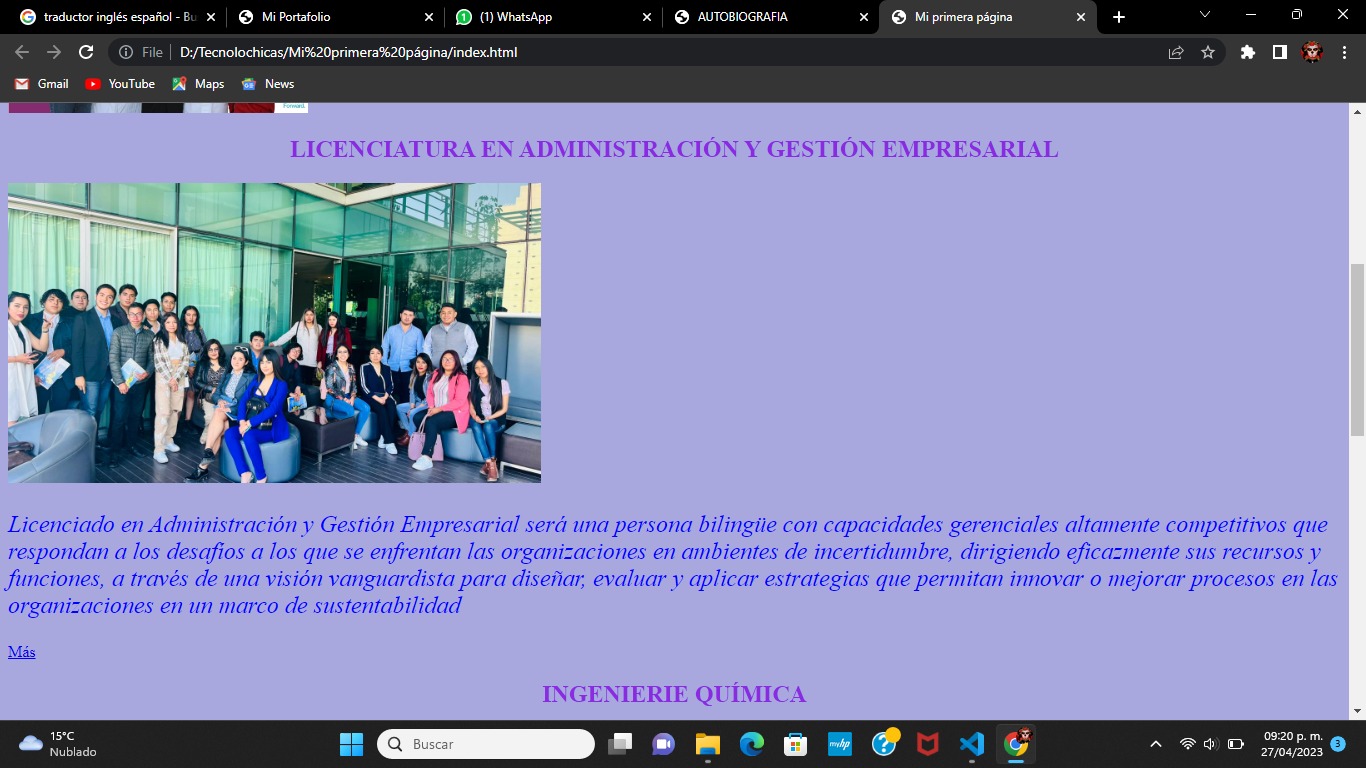 traductor inglés español - Bu
Mi Portafolio
(1) WhatsApp
AUTOBIOGRAFIA
Mi primera página
File
D:/Tecnolochicas/Mi%20primera%20página/index.html
Gmail
YouTube
Maps
News
Forward.
LICENCIATURA EN ADMINISTRACIÓN Y GESTIÓN EMPRESARIAL
Licenciado en Administración y Gestión Empresarial será una persona bilingüe con capacidades gerenciales altamente competitivos que
respondan a los desafíos a los que se enfrentan las organizaciones en ambientes de incertidumbre, dirigiendo eficazmente sus recursos y
funciones, a través de una visión vanguardista para diseñar, evaluar y aplicar estrategias que permitan innovar o mejorar procesos en las
organizaciones en un marco de sustentabilidad
Más
INGENIERIE QUÍMICA
15°C
Nublado
Buscar
myhp
09:20 p. m.
27/04/2023
3